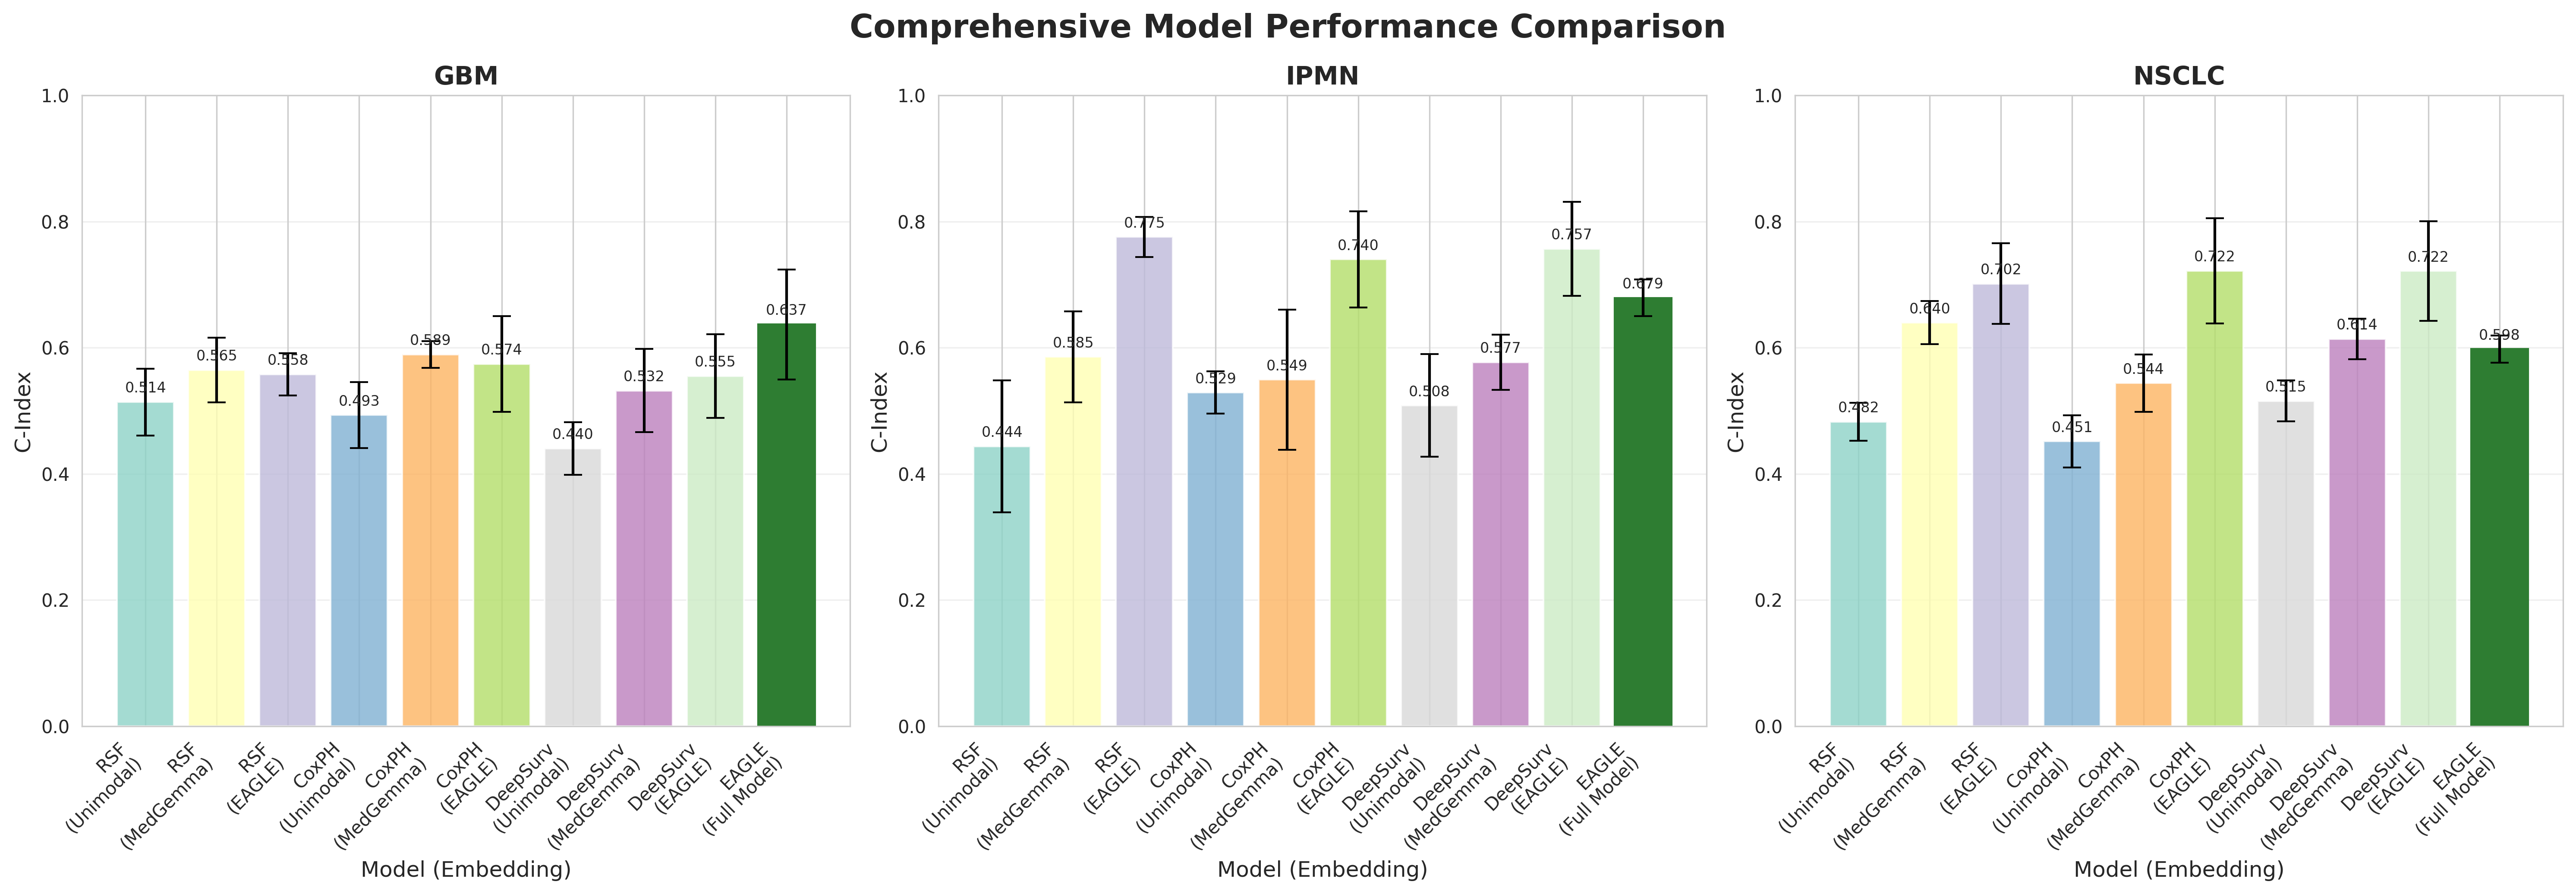 Comprehensive Model Performance Comparison
GBM
C-Index
1.0
0.8
0.6
0.4
0.2
0.0
0.514
0.565
0.558
0.493
0.589
0.574
0.440
0.532
0.555
0.637
RSF
(Unimodal)
RSF
(MedGemma)
RSF
(EAGLE)
CoxPH
(Unimodal)
CoxPH
(MedGemma)
CoxPH
(EAGLE)
DeepSurv
(Unimodal)
DeepSurv
(MedGemma)
DeepSurv
(EAGLE)
EAGLE
(Full Model)
Model (Embedding)
IPMN
C-Index
1.0
0.8
0.6
0.4
0.2
0.0
0.444
0.585
0.775
0.529
0.549
0.740
0.508
0.577
0.757
0.679
RSF
(Unimodal)
RSF
(MedGemma)
RSF
(EAGLE)
CoxPH
(Unimodal)
CoxPH
(MedGemma)
CoxPH
(EAGLE)
DeepSurv
(Unimodal)
DeepSurv
(MedGemma)
DeepSurv
(EAGLE)
EAGLE
(Full Model)
Model (Embedding)
NSCLC
C-Index
1.0
0.8
0.6
0.4
0.2
0.0
0.482
0.640
0.702
0.451
0.544
0.722
0.515
0.614
0.722
0.598
RSF
(Unimodal)
RSF
(MedGemma)
RSF
(EAGLE)
CoxPH
(Unimodal)
CoxPH
(MedGemma)
CoxPH
(EAGLE)
DeepSurv
(Unimodal)
DeepSurv
(MedGemma)
DeepSurv
(EAGLE)
EAGLE
(Full Model)
Model (Embedding)